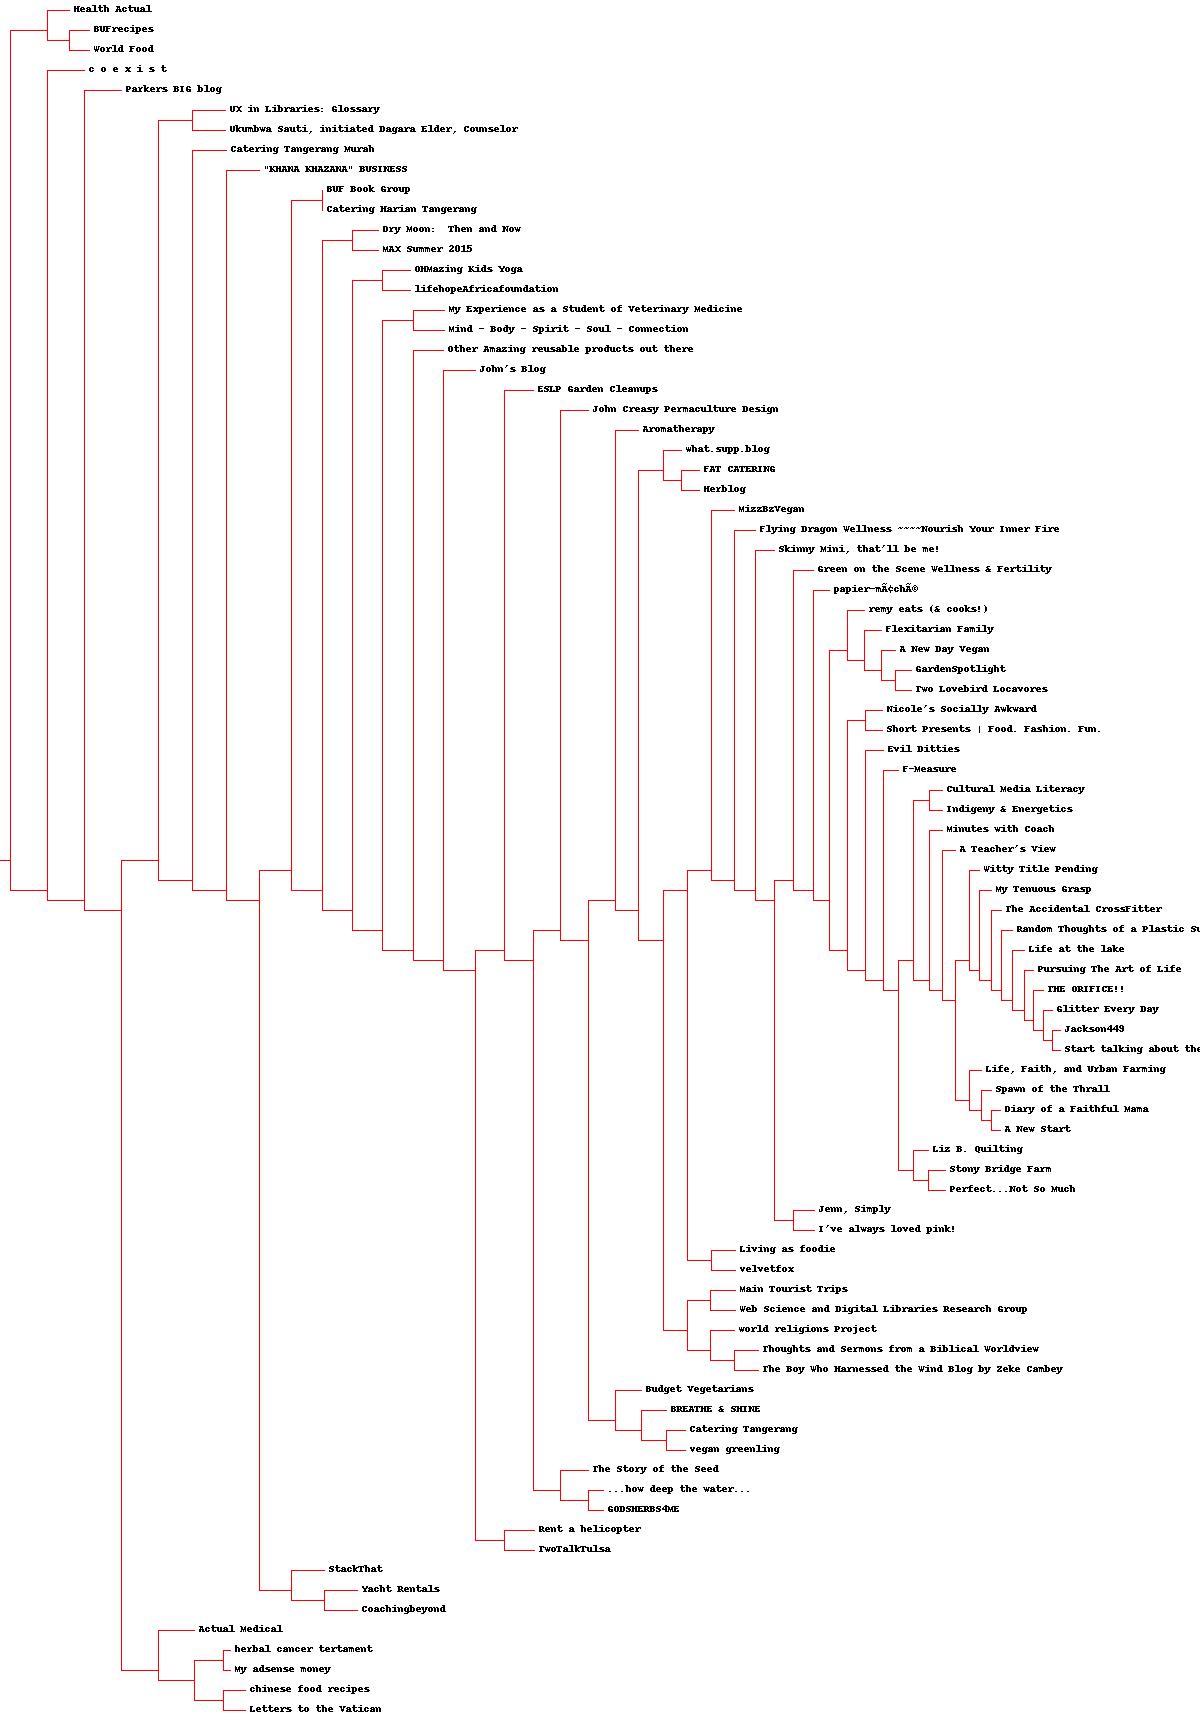 Health Actual
BUFrecipes
World Food
c o e x i s t
Parkers BIG blog
UX in Libraries: Glossary
Ukumbwa Sauti, initiated Dagara Elder, Counselor
Catering Tangerang Murah
"KHANA KHAZANA" BUSINESS
BUF Book Group
Catering Harian Tangerang
Dry Moon:  Then and Now
MAX Summer 2015
OHMazing Kids Yoga
lifehopeAfricafoundation
My Experience as a Student of Veterinary Medicine
Mind - Body - Spirit - Soul - Connection
Other Amazing reusable products out there
John's Blog
ESLP Garden Cleanups
John Creasy Permaculture Design
Aromatherapy
what.supp.blog
FAT CATERING
Herblog
MizzBzVegan
Flying Dragon Wellness ~~~~Nourish Your Inner Fire
Skinny Mini, that'll be me!
Green on the Scene Wellness & Fertility
papier-mÃ¢chÃ©
remy eats (& cooks!)
Flexitarian Family
A New Day Vegan
GardenSpotlight
Two Lovebird Locavores
Nicole's Socially Awkward
Short Presents | Food. Fashion. Fun.
Evil Ditties
F-Measure
Cultural Media Literacy
Indigeny & Energetics
Minutes with Coach
A Teacher's View
Witty Title Pending
My Tenuous Grasp
The Accidental CrossFitter
Random Thoughts of a Plastic Su
Life at the lake
Pursuing The Art of Life
THE ORIFICE!!
Glitter Every Day
Jackson449
Start talking about the
Life, Faith, and Urban Farming
Spawn of the Thrall
Diary of a Faithful Mama
A New Start
Liz B. Quilting
Stony Bridge Farm
Perfect...Not So Much
Jenn, Simply
I've always loved pink!
Living as foodie
velvetfox
Main Tourist Trips
Web Science and Digital Libraries Research Group
world religions Project
Thoughts and Sermons from a Biblical Worldview
The Boy Who Harnessed the Wind Blog by Zeke Cambey
Budget Vegetarians
BREATHE & SHINE
Catering Tangerang
vegan greenling
The Story of the Seed
...how deep the water...
GODSHERBS4ME
Rent a helicopter
TwoTalkTulsa
StackThat
Yacht Rentals
Coachingbeyond
Actual Medical
herbal cancer tertament
My adsense money
chinese food recipes
Letters to the Vatican